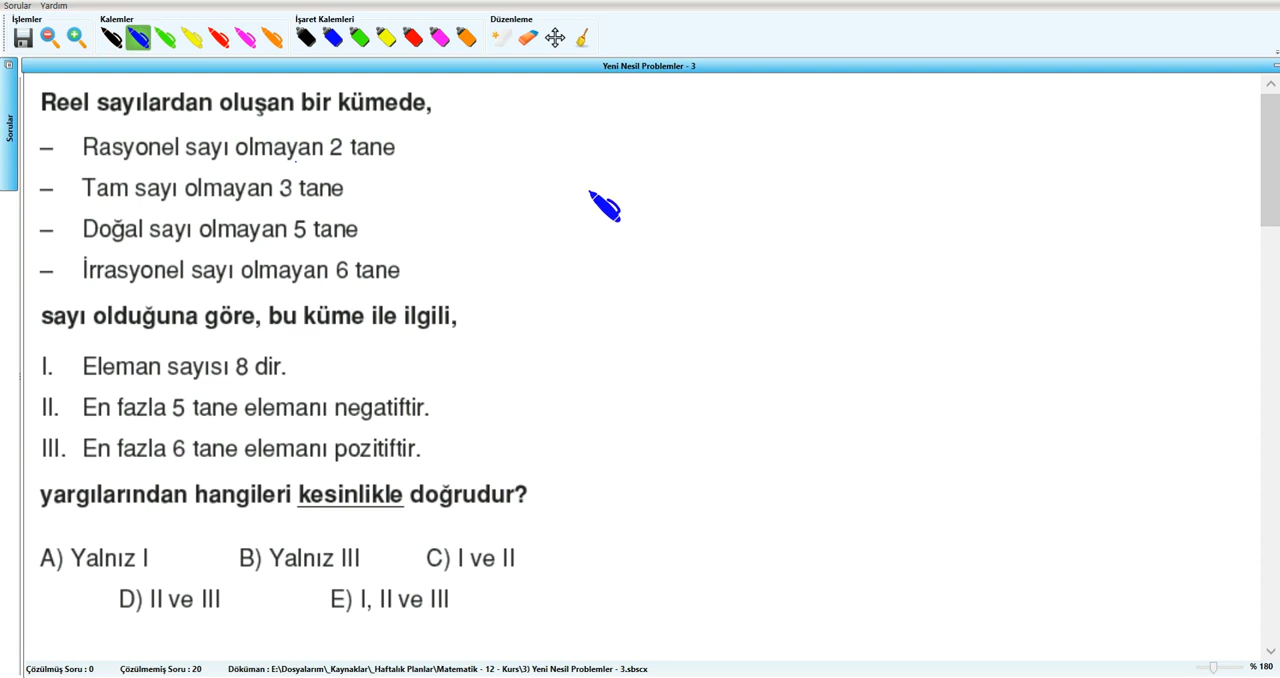 Sorular Yardım
İşlemler Kalemler İşaret Kalemleri Düzenleme
Yeni Nesil Problemler - 3
Sorular
Reel sayılardan oluşan bir kümede,
– Rasyonel sayı olmayan 2 tane
– Tam sayı olmayan 3 tane
– Doğal sayı olmayan 5 tane
– İrrasyonel sayı olmayan 6 tane
sayı olduğuna göre, bu küme ile ilgili,
I. Eleman sayısı 8 dir.
II. En fazla 5 tane elemanı negatiftir.
III. En fazla 6 tane elemanı pozitiftir.
yargılarından hangileri kesinlikle doğrudur?
A) Yalnız I B) Yalnız III C) I ve II
D) II ve III E) I, II ve III
Çözülmüş Soru : 0 Çözülmemiş Soru : 20 Döküman : E:\Dosyalarım\_Kaynaklar\_Haftalık Planlar\Matematik - 12 - Kurs\3) Yeni Nesil Problemler - 3.sbscx % 180